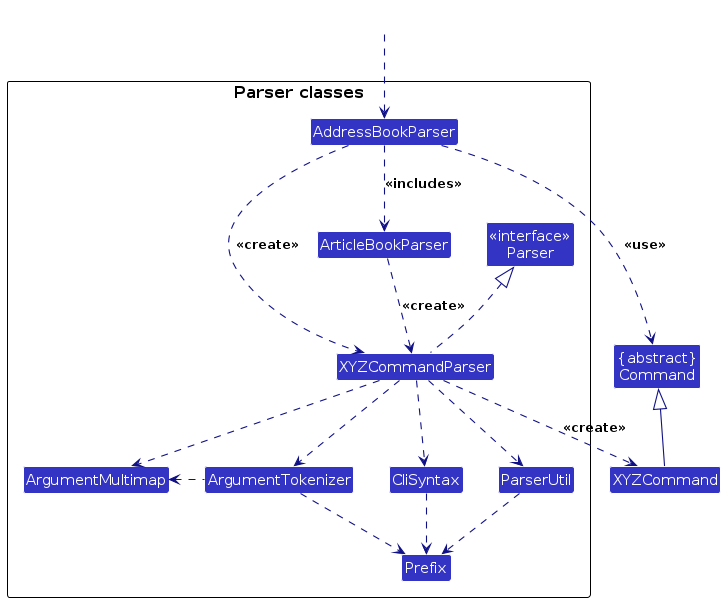 Parser classes
AddressBookParser
«includes»
«create»
ArticleBookParser
«interface»
Parser
«use»
«create»
XYZCommandParser
{abstract}
Command
«create»
ArgumentMultimap
ArgumentTokenizer
CliSyntax
ParserUtil
XYZCommand
Prefix